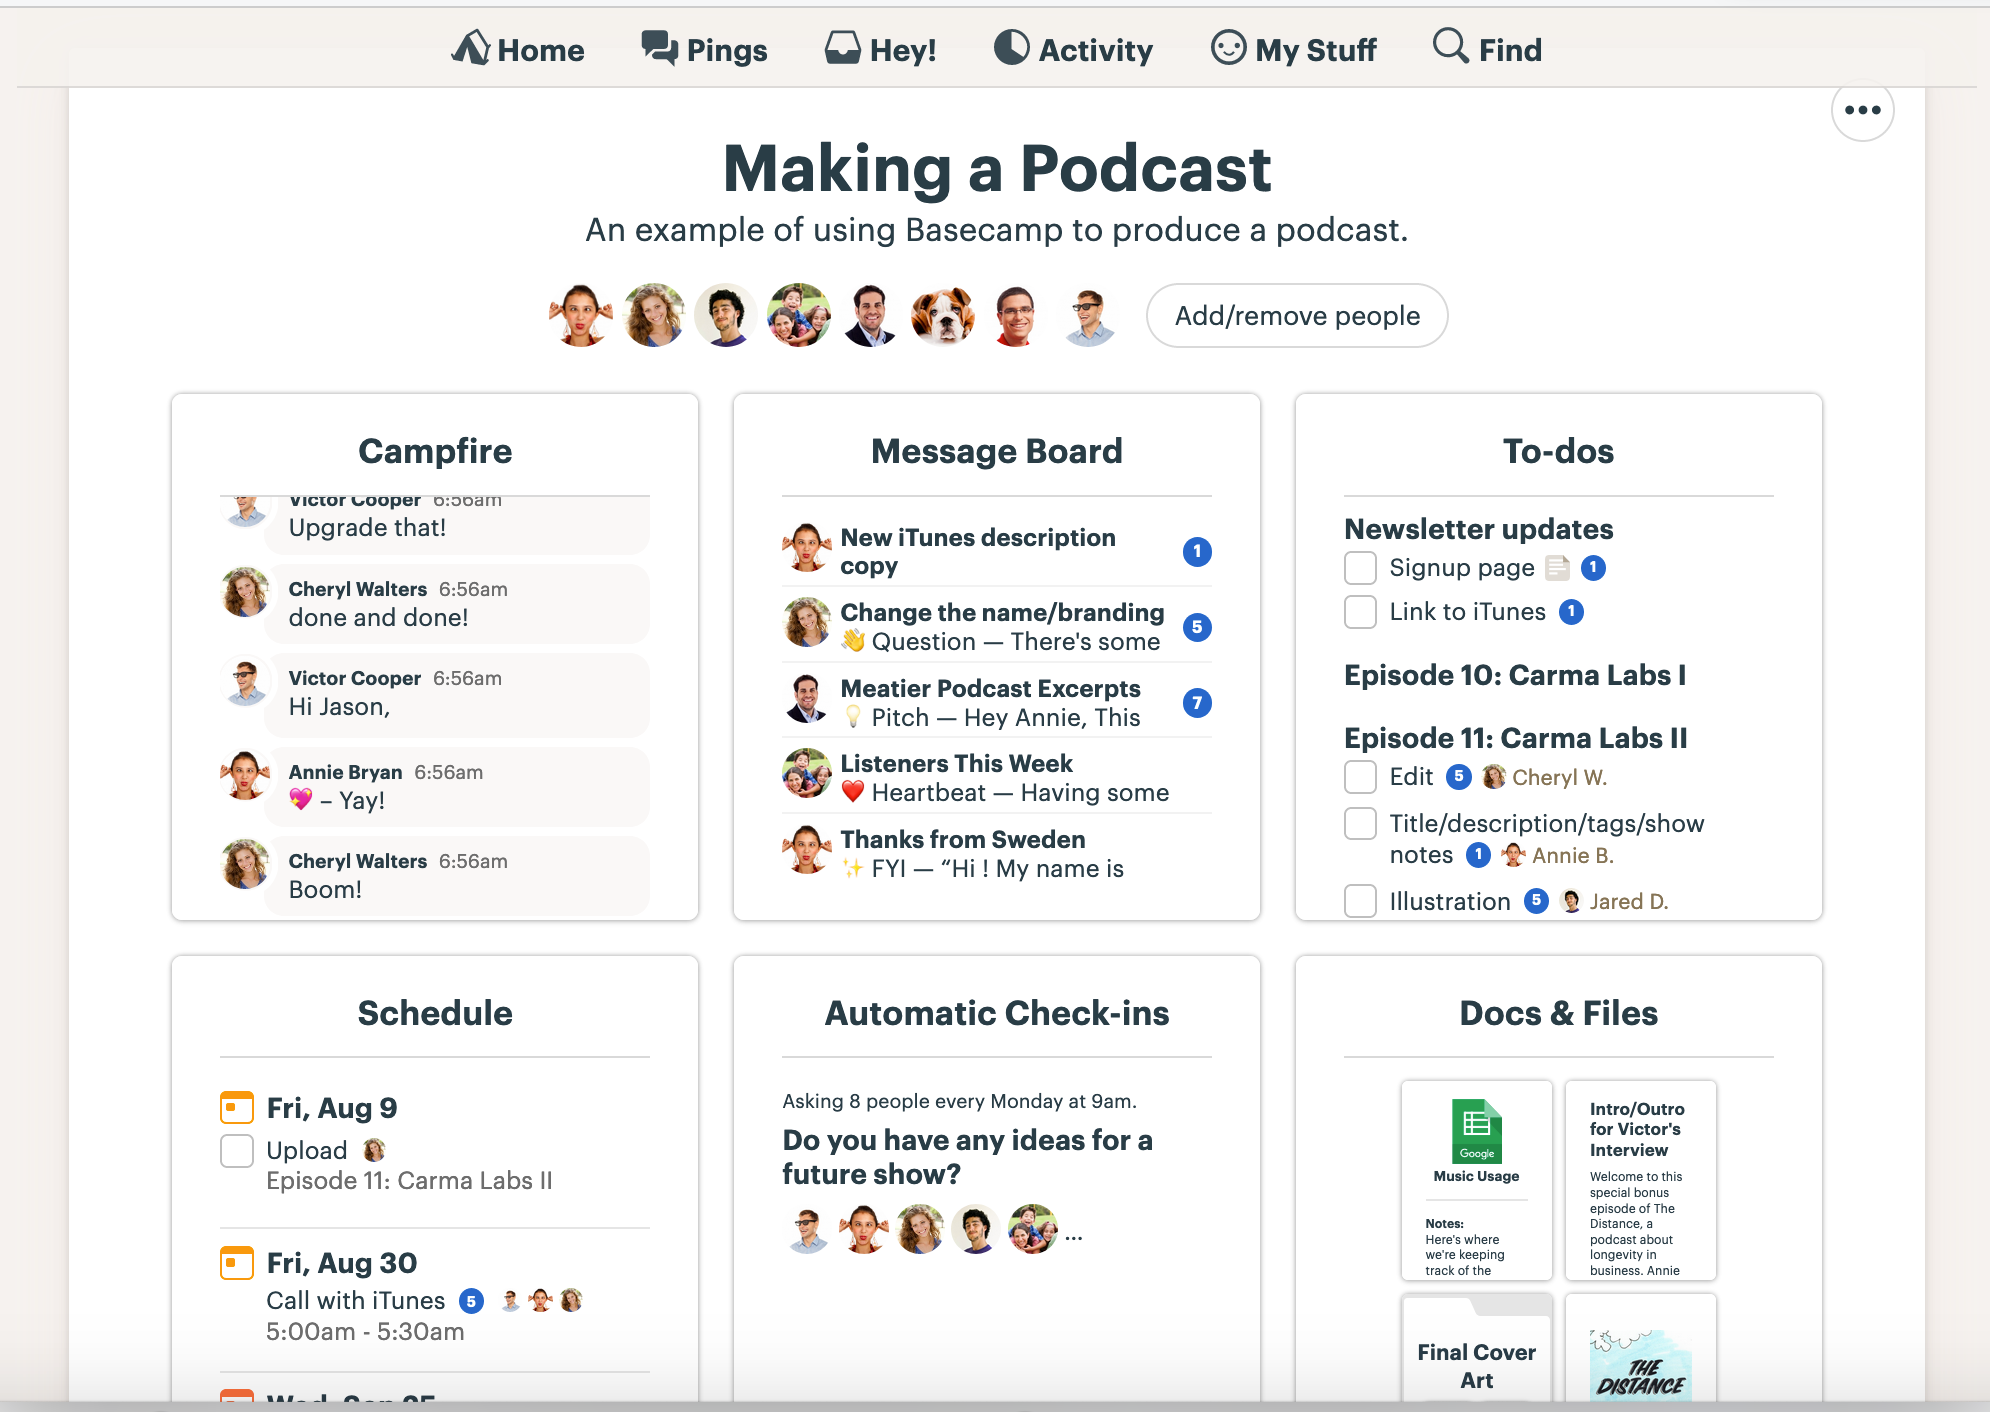 Home Pings Hey! Activity My Stuff Find
Making a Podcast
An example of using Basecamp to produce a podcast.
Add/remove people
Campfire
Victor Cooper 6:56am
Upgrade that!
Cheryl Walters 6:56am
done and done!
Victor Cooper 6:56am
Hi Jason,
Annie Bryan 6:56am
💖 – Yay!
Cheryl Walters 6:56am
Boom!
Message Board
New iTunes description
copy
1
Change the name/branding
👋 Question — There's some
5
Meatier Podcast Excerpts
💡 Pitch — Hey Annie, This
7
Listeners This Week
❤️ Heartbeat — Having some
Thanks from Sweden
✨ FYI — “Hi ! My name is
To-dos
Newsletter updates
Signup page 1
Link to iTunes 1
Episode 10: Carma Labs I
Episode 11: Carma Labs II
Edit 5 Cheryl W.
Title/description/tags/show
notes 1 Annie B.
Illustration 5 Jared D.
Schedule
Fri, Aug 9
Upload
Episode 11: Carma Labs II
Fri, Aug 30
Call with iTunes 5
5:00am - 5:30am
Wed, Sep 25
Automatic Check-ins
Asking 8 people every Monday at 9am.
Do you have any ideas for a
future show?
...
Docs & Files
Google
Music Usage
Notes:
Here's where
we're keeping
track of the
Intro/Outro
for Victor's
Interview
Welcome to this
special bonus
episode of The
Distance, a
podcast about
longevity in
business. Annie
Final Cover
Art
THE
DISTANCE